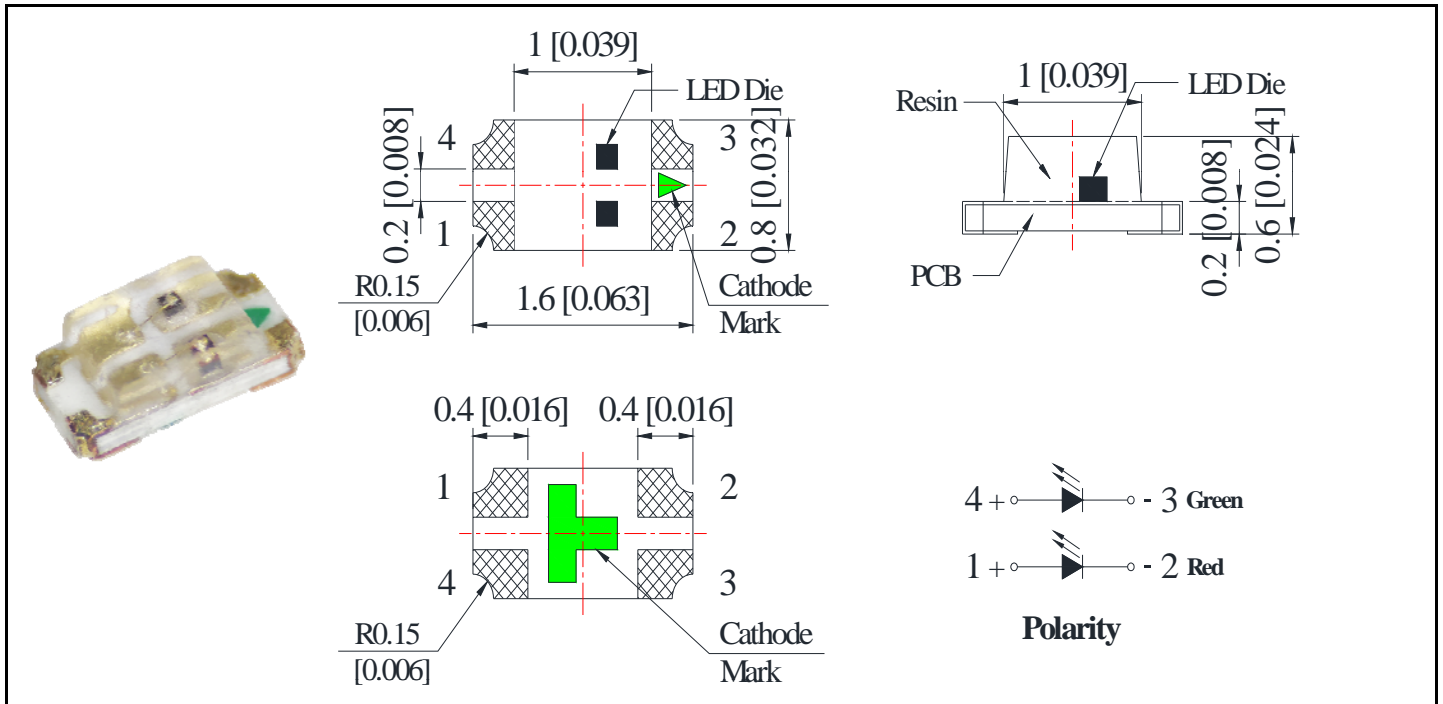 1 [0.039]
LED Die
4
3
0.2 [0.008]
0.8 [0.032]
1
2
R0.15
[0.006]
1.6 [0.063]
Cathode
Mark
1 [0.039]
Resin
LED Die
PCB
0.2 [0.008]
0.6 [0.024]
0.4 [0.016]
0.4 [0.016]
1
2
4
3
R0.15
[0.006]
Cathode
Mark
4 + - 3 Green
1 + - 2 Red
Polarity